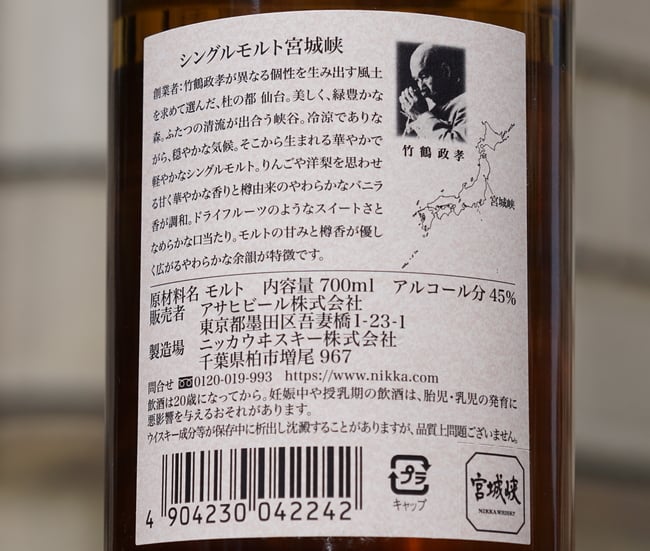 シングルモルト宮城峡
創業者:竹鶴政孝が異なる個性を生み出す風土
を求めて選んだ、杜の都 仙台。美しく、緑豊かな
森。ふたつの清流が出合う峡谷。冷涼でありな
がら、穏やかな気候。そこから生まれる華やかで
軽やかなシングルモルト。りんごや洋梨を思わせ
る甘く華やかな香りと樽由来のやわらかなバニラ
香が調和。ドライフルーツのようなスイートさと
なめらかな口当たり。モルトの甘みと樽香が優し
く広がるやわらかな余韻が特徴です。
竹鶴政孝
宮城峡
原材料名 モルト 内容量 700ml アルコール分 45%
販売者 アサヒビール株式会社
東京都墨田区吾妻橋1-23-1
製造場 ニッカウヰスキー株式会社
千葉県柏市増尾 967
問合せ 0120-019-993 https://www.nikka.com
飲酒は20歳になってから。妊娠中や授乳期の飲酒は、胎児・乳児の発育に
悪影響を与えるおそれがあります。
ウイスキー成分等が保存中に析出し沈澱することがありますが、品質上問題ございません。
4 904230 042242
プラ
キャップ
宮城峡
NIKKA WHISKY